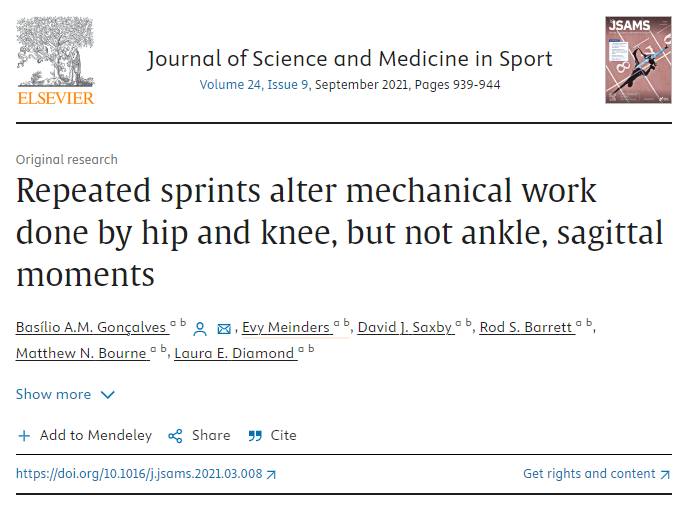 ELSEVIER
Journal of Science and Medicine in Sport
Volume 24, Issue 9, September 2021, Pages 939-944
JSAMS
Original research
Repeated sprints alter mechanical work
done by hip and knee, but not ankle, sagittal
moments
Basílio A.M. Gonçalves a b , Evy Meinders a b, David J. Saxby a b, Rod S. Barrett a b,
Matthew N. Bourne a b, Laura E. Diamond a b
Show more
Add to Mendeley Share Cite
https://doi.org/10.1016/j.jsams.2021.03.008 Get rights and content